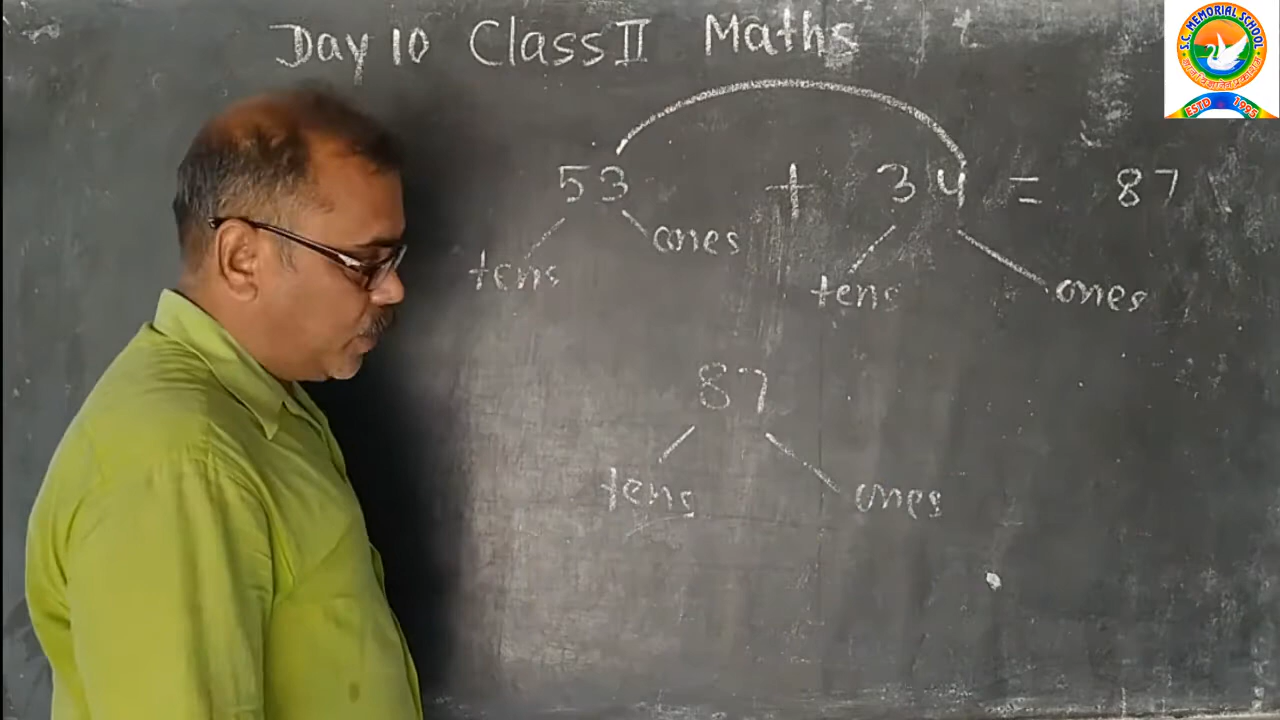 Day 10 Class II Maths
53 + 34 = 87
tens ones tens ones
87
tens ones
S.C. MEMORIAL SCHOOL
ESTD 1995